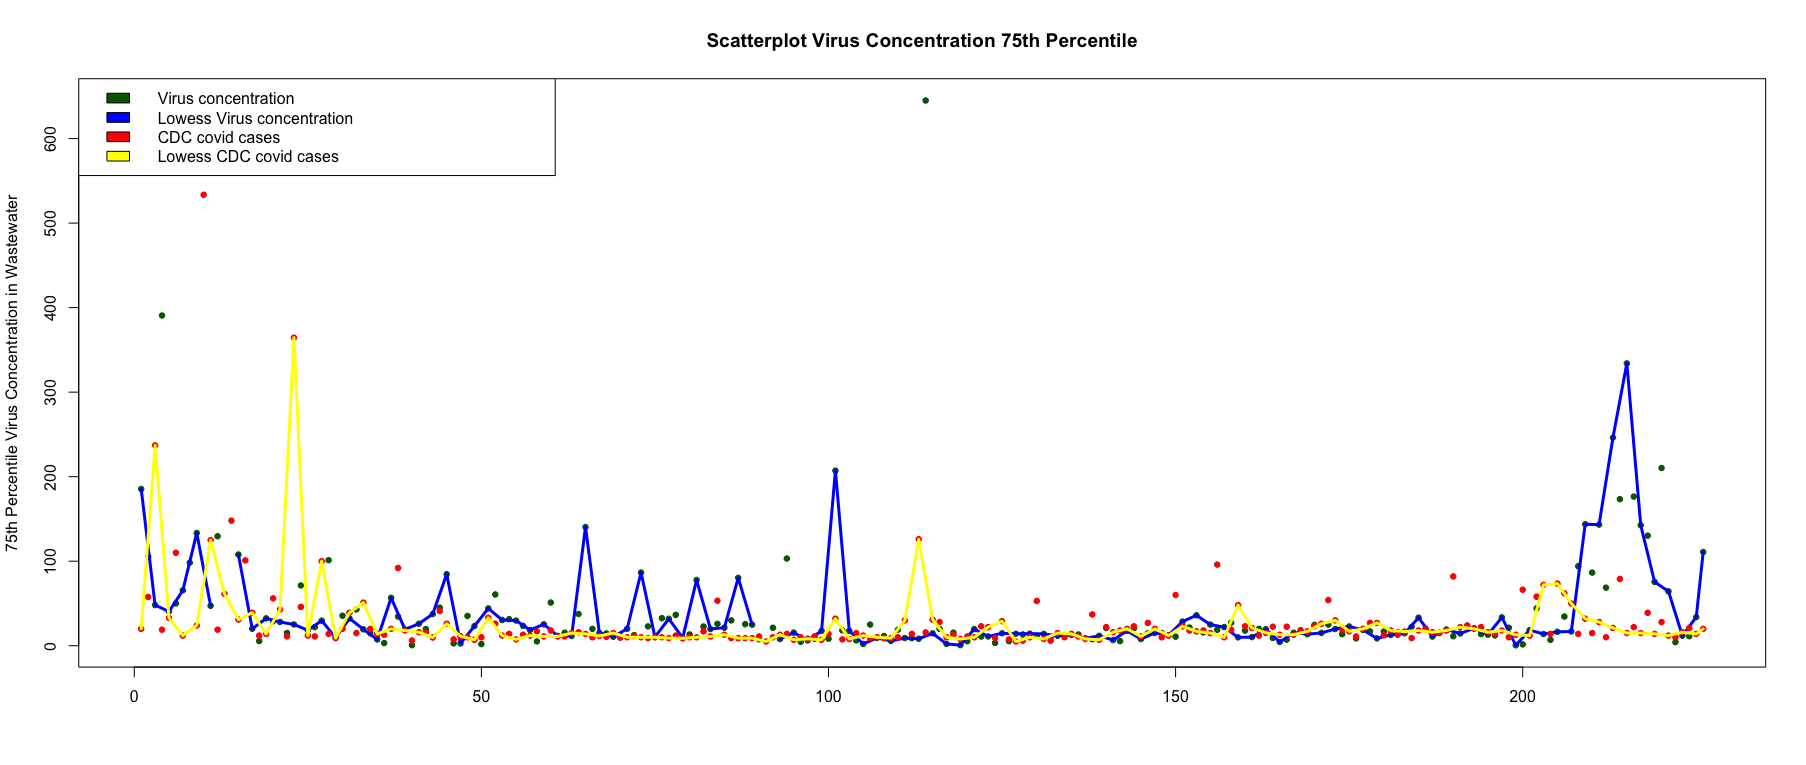 Scatterplot Virus Concentration 75th Percentile
Virus concentration
Lowess Virus concentration
CDC covid cases
Lowess CDC covid cases
75th Percentile Virus Concentration in Wastewater
600
500
400
300
200
100
0
0 50 100 150 200